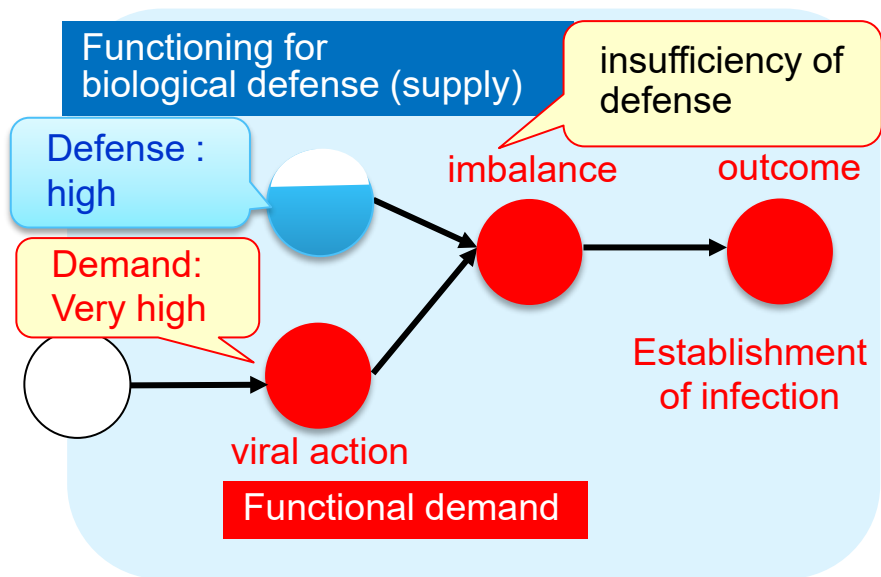 Functioning for
biological defense (supply)
insufficiency of
defense
Defense :
high
imbalance
outcome
Demand:
Very high
Establishment
of infection
viral action
Functional demand